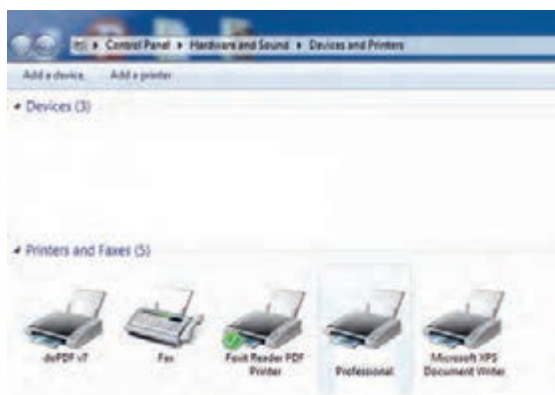 Control Panel ▸ Hardware and Sound ▸ Devices and Printers
Add a device Add a printer
Devices (3)
Printers and Faxes (5)
doPDF v7
Fax
Foxit Reader PDF
Printer
Professional
Microsoft XPS
Document Writer